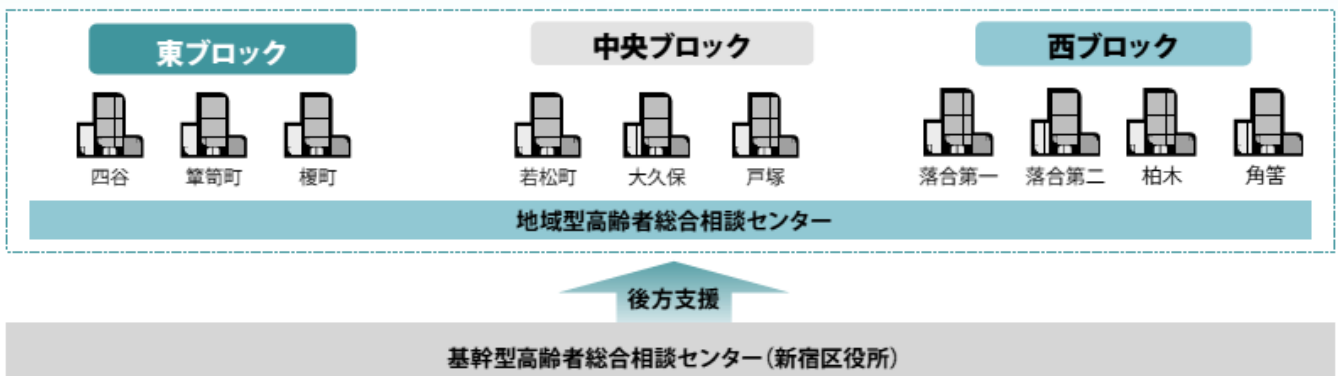 東ブロック
中央ブロック
西ブロック
四谷
簞笥町
榎町
若松町
大久保
戸塚
落合第一
落合第二
柏木
角筈
地域型高齢者総合相談センター
後方支援
基幹型高齢者総合相談センター(新宿区役所)